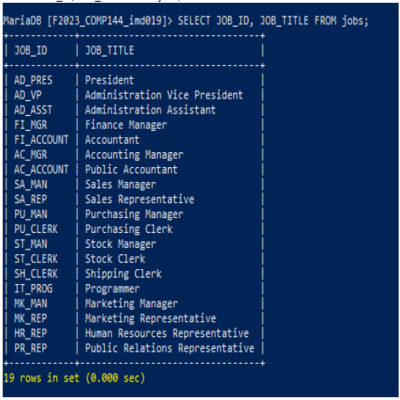 MariaDB [F2023_COMP144_imd019]> SELECT JOB_ID, JOB_TITLE FROM jobs;
+------------+---------------------------------+
| JOB_ID | JOB_TITLE |
+------------+---------------------------------+
| AD_PRES | President |
| AD_VP | Administration Vice President |
| AD_ASST | Administration Assistant |
| FI_MGR | Finance Manager |
| FI_ACCOUNT | Accountant |
| AC_MGR | Accounting Manager |
| AC_ACCOUNT | Public Accountant |
| SA_MAN | Sales Manager |
| SA_REP | Sales Representative |
| PU_MAN | Purchasing Manager |
| PU_CLERK | Purchasing Clerk |
| ST_MAN | Stock Manager |
| ST_CLERK | Stock Clerk |
| SH_CLERK | Shipping Clerk |
| IT_PROG | Programmer |
| MK_MAN | Marketing Manager |
| MK_REP | Marketing Representative |
| HR_REP | Human Resources Representative |
| PR_REP | Public Relations Representative |
+------------+---------------------------------+
19 rows in set (0.000 sec)